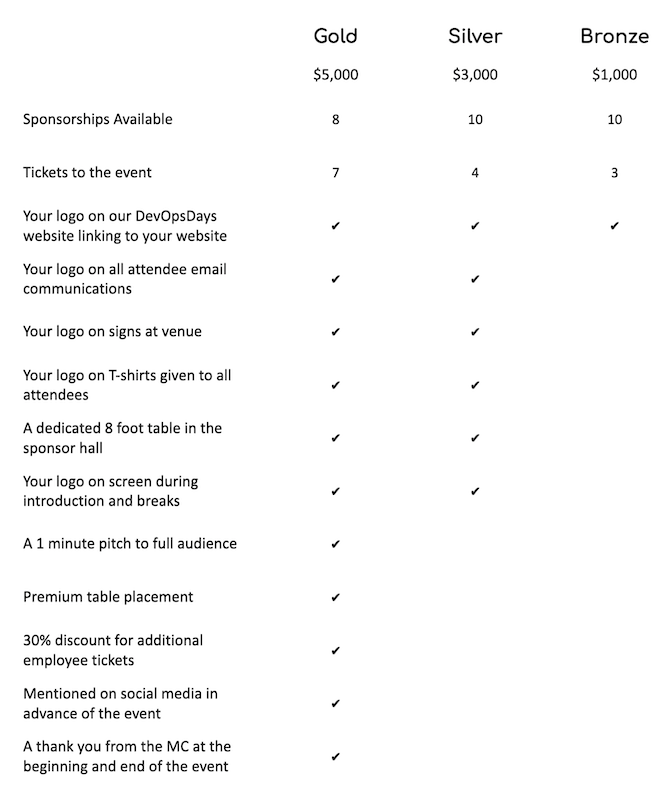 Gold Silver Bronze
$5,000 $3,000 $1,000
Sponsorships Available 8 10 10
Tickets to the event 7 4 3
Your logo on our DevOpsDays
website linking to your website ✔ ✔ ✔
Your logo on all attendee email
communications ✔ ✔
Your logo on signs at venue ✔ ✔
Your logo on T-shirts given to all
attendees ✔ ✔
A dedicated 8 foot table in the
sponsor hall ✔ ✔
Your logo on screen during
introduction and breaks ✔ ✔
A 1 minute pitch to full audience ✔
Premium table placement ✔
30% discount for additional
employee tickets ✔
Mentioned on social media in
advance of the event ✔
A thank you from the MC at the
beginning and end of the event ✔